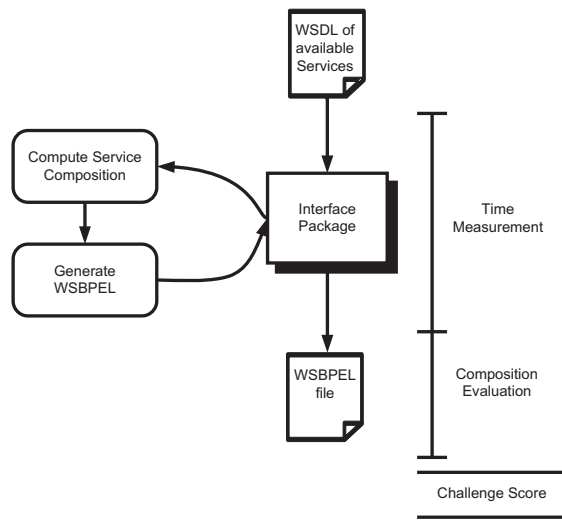 WSDL of
available
Services
Compute Service
Composition
Interface
Package
Time
Measurement
Generate
WSBPEL
WSBPEL
file
Composition
Evaluation
Challenge Score